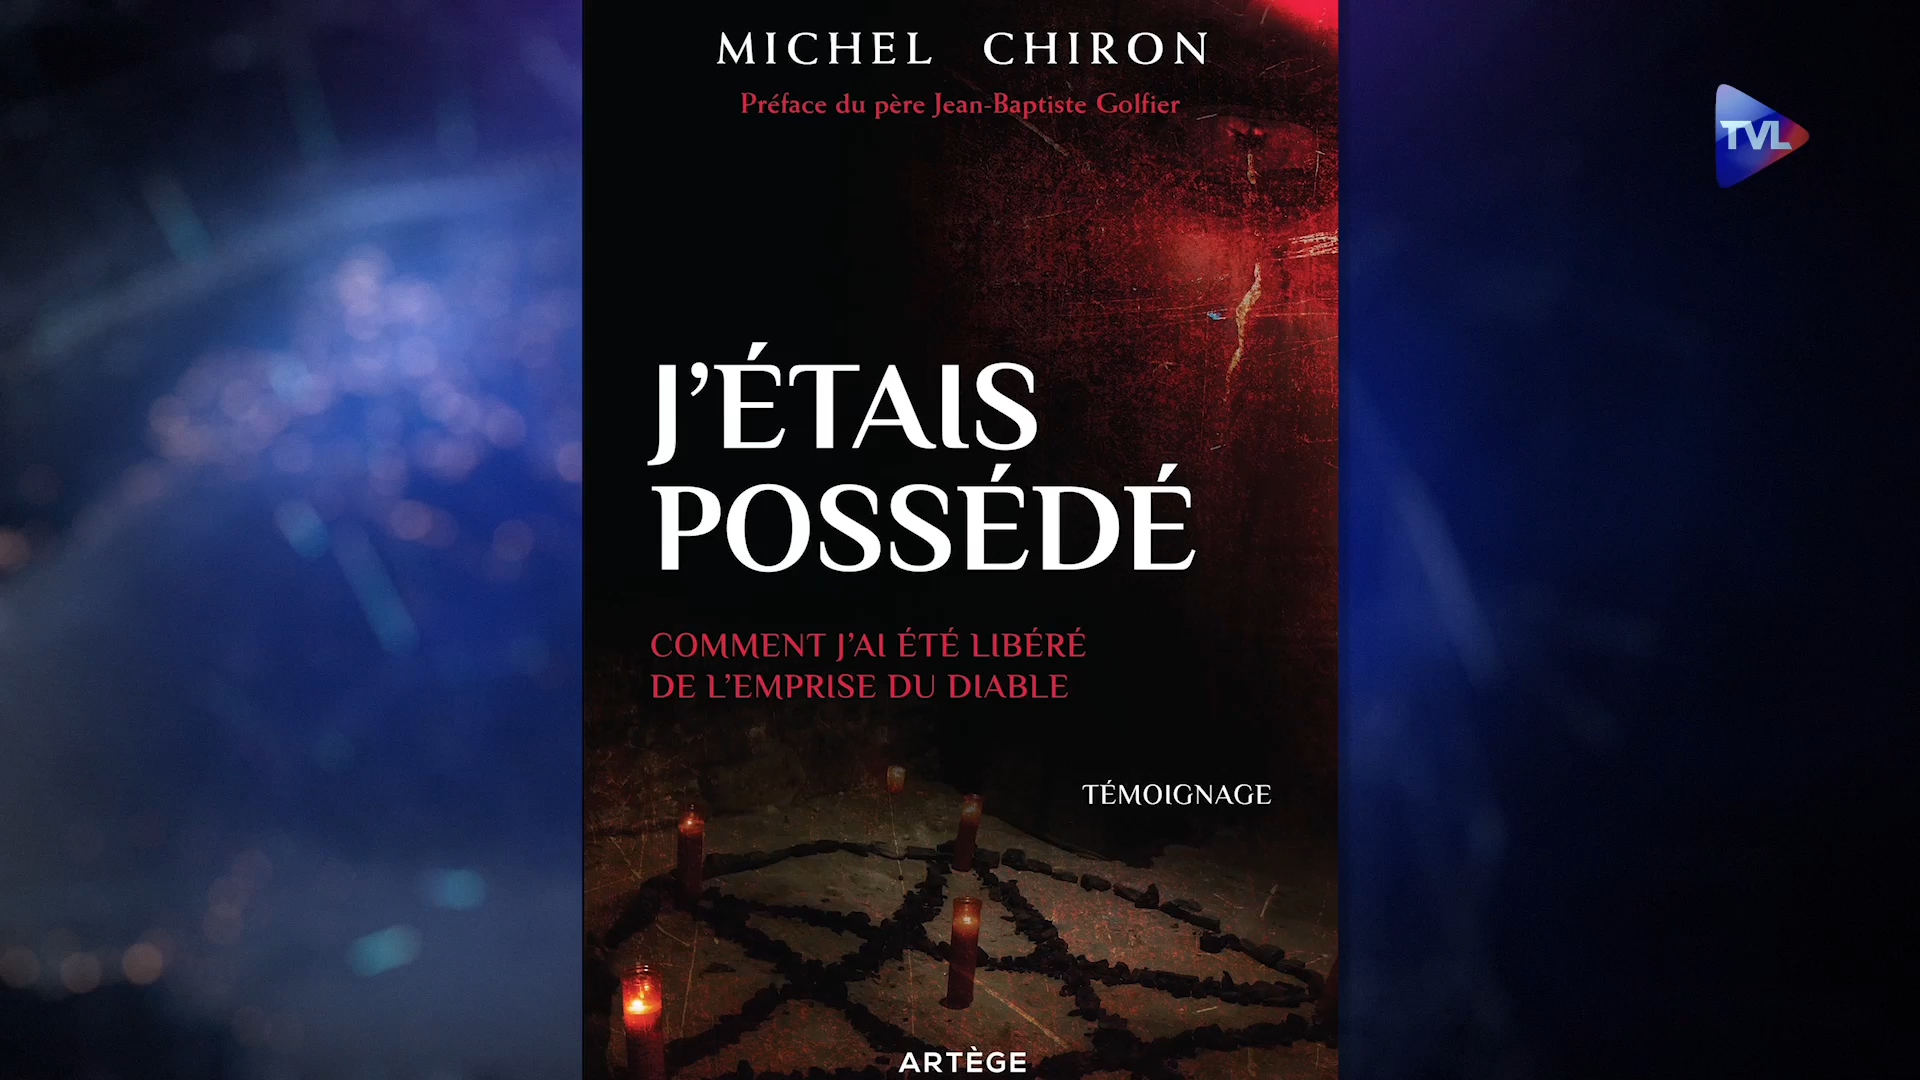 MICHEL CHIRON
Préface du père Jean-Baptiste Golfier
TVL
J'ÉTAIS
POSSÉDÉ
COMMENT J'AI ÉTÉ LIBÉRÉ
DE L'EMPRISE DU DIABLE
TÉMOIGNAGE
ARTÈGE